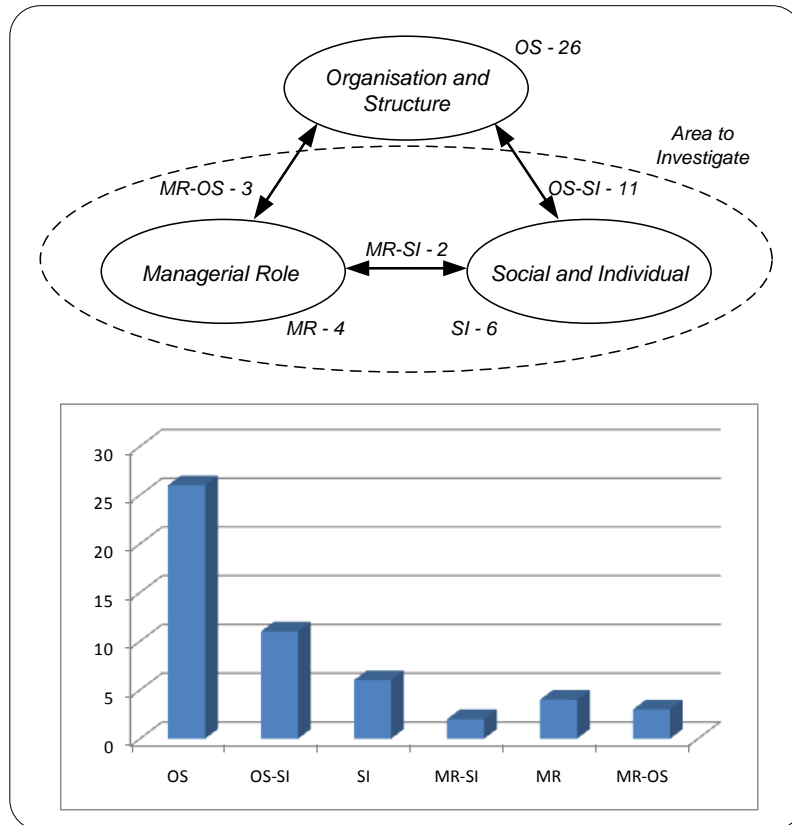 OS - 26
Organisation and
Structure
Area to
Investigate
MR-OS - 3
OS-SI - 11
MR-SI - 2
Managerial Role
Social and Individual
MR - 4
SI - 6
30
25
20
15
10
5
0
OS
OS-SI
SI
MR-SI
MR
MR-OS